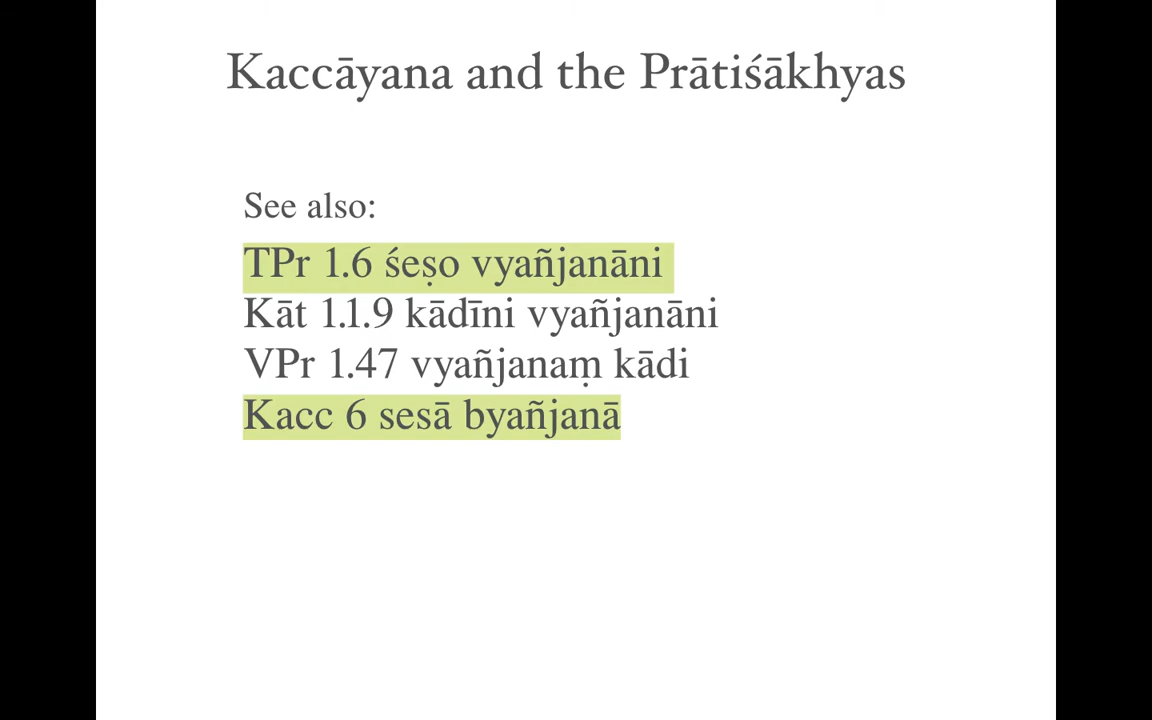 Kaccāyana and the Prātiśākhyas
See also:
TPr 1.6 śeṣo vyañjanāni
Kāt 1.1.9 kādīni vyañjanāni
VPr 1.47 vyañjanaṃ kādi
Kacc 6 sesā byañjanā